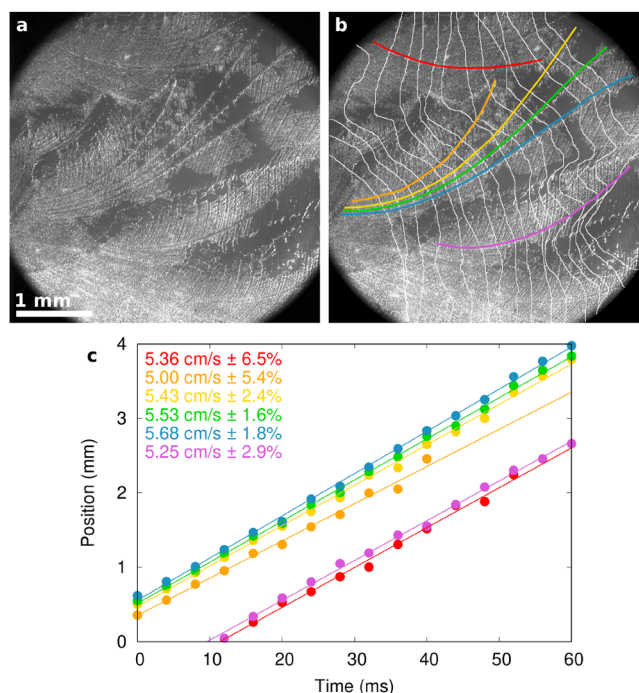 a
b
1 mm
c
5.36 cm/s ± 6.5%
5.00 cm/s ± 5.4%
5.43 cm/s ± 2.4%
5.53 cm/s ± 1.6%
5.68 cm/s ± 1.8%
5.25 cm/s ± 2.9%
4
3
2
1
0
Position (mm)
0 10 20 30 40 50 60
Time (ms)